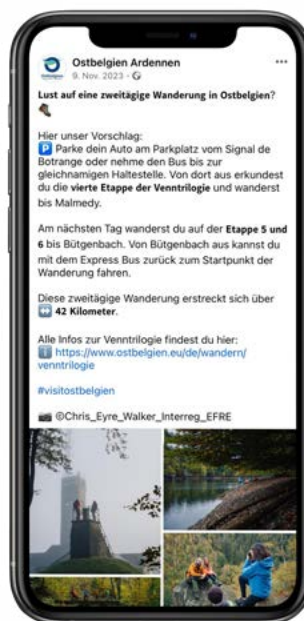 Ostbelgien Ardennen
9. Nov. 2023 ·
Lust auf eine zweitägige Wanderung in Ostbelgien?
Hier unser Vorschlag:
P Parke dein Auto am Parkplatz vom Signal de
Botrange oder nehme den Bus bis zur
gleichnamigen Haltestelle. Von dort aus erkundest
du die vierte Etappe der Venntrilogie und wanderst
bis Malmedy.
Am nächsten Tag wanderst du auf der Etappe 5 und
6 bis Bütgenbach. Von Bütgenbach aus kannst du
mit dem Express Bus zurück zum Startpunkt der
Wanderung fahren.
Diese zweitägige Wanderung erstreckt sich über
↔️ 42 Kilometer.
Alle Infos zur Venntrilogie findest du hier:
ℹ️ https://www.ostbelgien.eu/de/wandern/
venntrilogie
#visitostbelgien
📷 ©Chris_Eyre_Walker_Interreg_EFRE